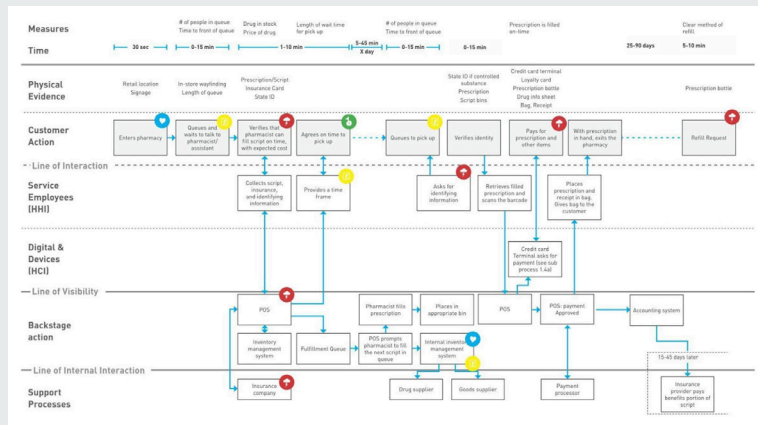 Measures
# of people in queue
Time to front of queue
Drug in stock
Price of drug
Length of wait time
for pick up
# of people in queue
Time to front of queue
Prescription is filled
on-time
Clear method of
refill
Time
30 sec
0-15 min
1-10 min
5-45 min
X day
0-15 min
0-15 min
25-90 days
5-10 min
Physical
Evidence
Retail location
Signage
In-store wayfinding
Length of queue
Prescription/Script
Insurance Card
State ID
State ID if controlled
substance
Prescription
Script bins
Credit card terminal
Loyalty card
Prescription bottle
Drug info sheet
Bag, Receipt
Prescription bottle
Customer
Action
Enters pharmacy
Queues and
waits to talk to
pharmacist/
assistant
Verifies that
pharmacist can
fill script on time,
with expected cost
Agrees on time to
pick up
Queues to pick up
Verifies identity
Pays for
prescription and
other items
With prescription
in hand, exits the
pharmacy
Refill Request
Line of Interaction
Service
Employees
(HHI)
Collects script,
insurance,
and identifying
information
Provides a time
frame
Asks for
identifying
information
Retrieves filled
prescription and
scans the barcode
Places
prescription and
receipt in bag.
Gives bag to the
customer
Digital &
Devices
(HCI)
Credit card
Terminal asks for
payment (see sub
process 1.4a)
Line of Visibility
Backstage
action
POS
Pharmacist fills
prescription
Places in
appropriate bin
POS
POS: payment
Approved
Accounting system
Inventory
management
system
Fulfillment Queue
POS prompts
pharmacist to fill
the next script in
queue
Internal inventory
management
system
15-45 days later
Line of Internal Interaction
Support
Processes
Insurance
company
Drug supplier
Goods supplier
Payment
processor
Insurance
provider pays
benefits portion of
script